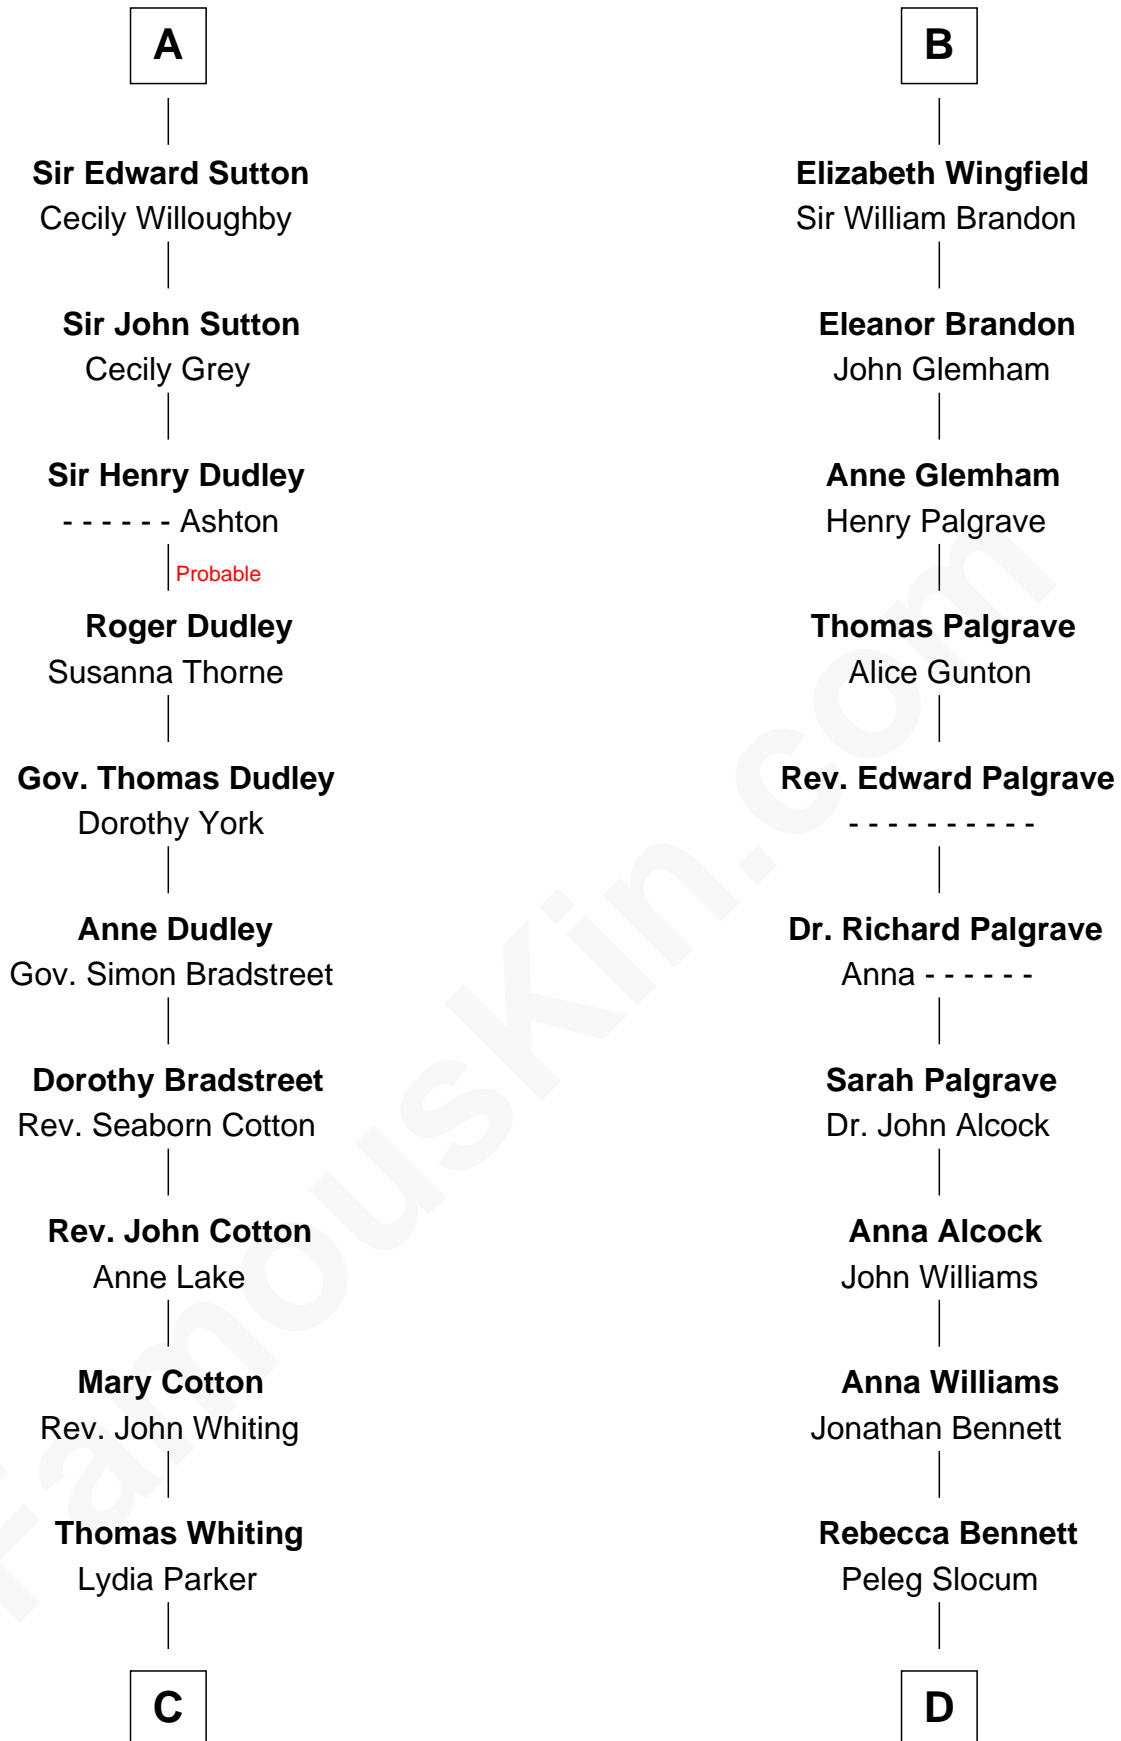 A
Sir Edward Sutton
Cecily Willoughby
Sir John Sutton
Cecily Grey
Sir Henry Dudley
- - - - - - Ashton
Probable
Roger Dudley
Susanna Thorne
Gov. Thomas Dudley
Dorothy York
Anne Dudley
Gov. Simon Bradstreet
Dorothy Bradstreet
Rev. Seaborn Cotton
Rev. John Cotton
Anne Lake
Mary Cotton
Rev. John Whiting
Thomas Whiting
Lydia Parker
C
B
Elizabeth Wingfield
Sir William Brandon
Eleanor Brandon
John Glemham
Anne Glemham
Henry Palgrave
Thomas Palgrave
Alice Gunton
Rev. Edward Palgrave
- - - - - - - - - -
Dr. Richard Palgrave
Anna - - - - - -
Sarah Palgrave
Dr. John Alcock
Anna Alcock
John Williams
Anna Williams
Jonathan Bennett
Rebecca Bennett
Peleg Slocum
D
FamousKin.com